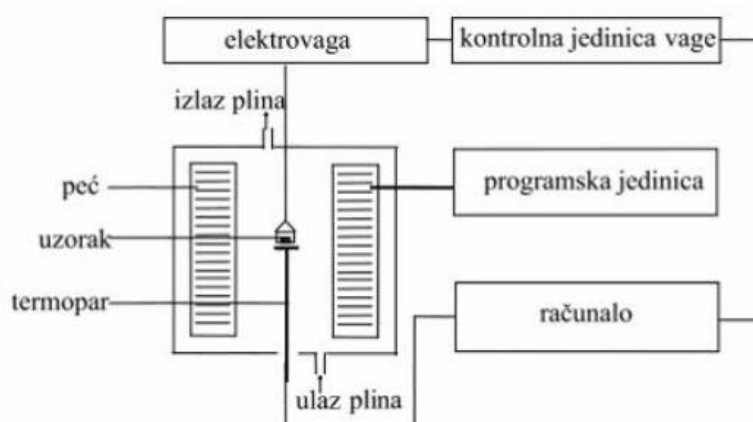 elektrovaga
kontrolna jedinica vage
izlaz plina
peć
programska jedinica
uzorak
termopar
računalo
ulaz plina